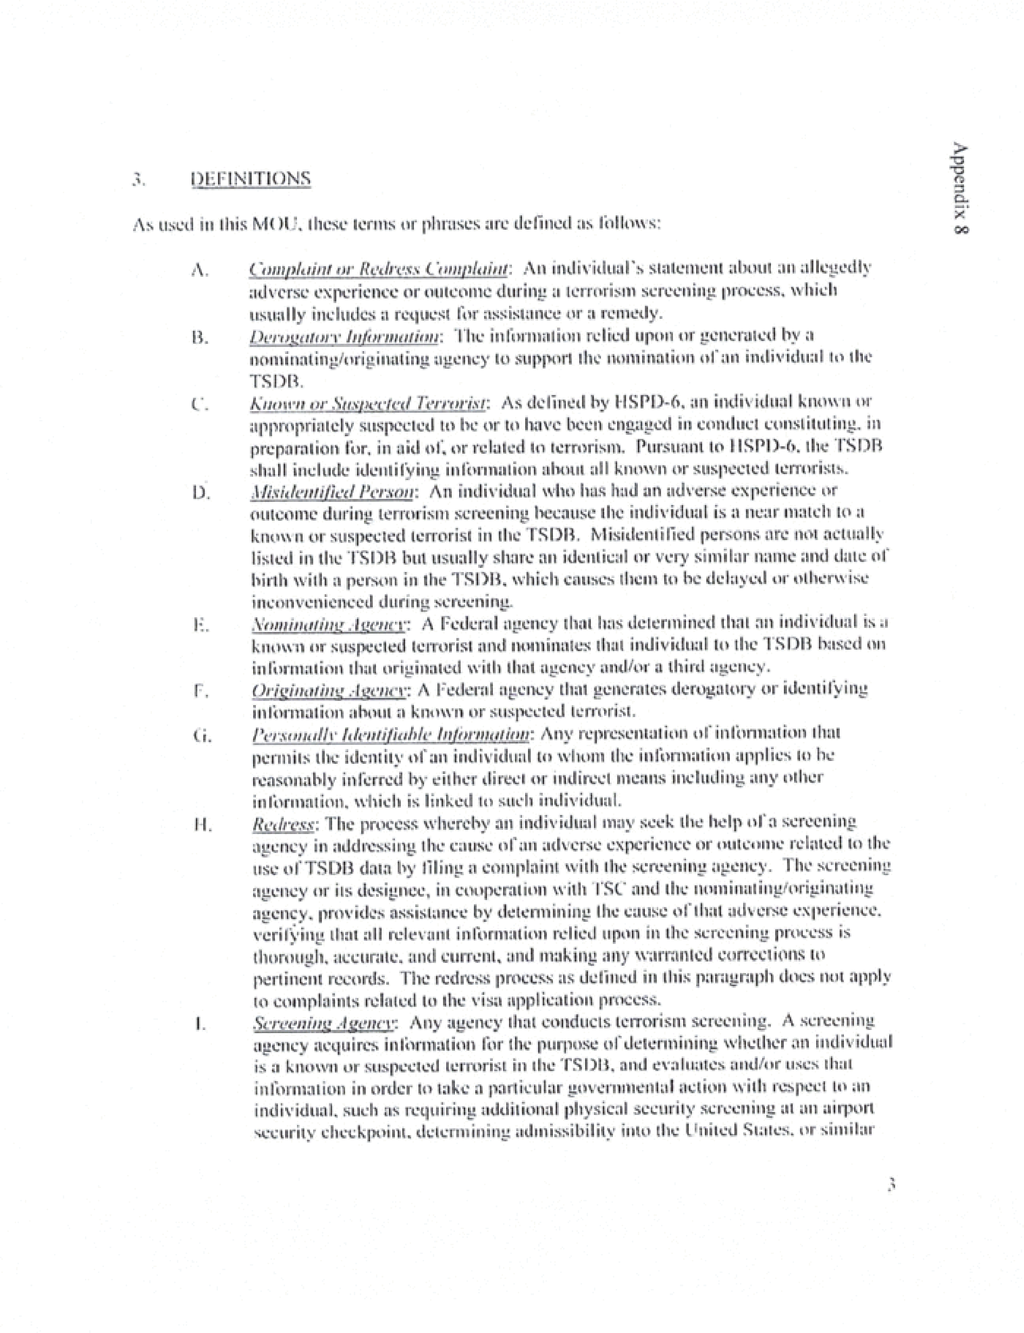 Appendix 8
3. DEFINITIONS
As used in this MOU, these terms or phrases are defined as follows:
A. Complaint or Redress Complaint: An individual's statement about an allegedly
adverse experience or outcome during a terrorism screening process, which
usually includes a request for assistance or a remedy.
B. Derogatory Information: The information relied upon or generated by a
nominating/originating agency to support the nomination of an individual to the
TSDB.
C. Known or Suspected Terrorist: As defined by HSPD-6, an individual known or
appropriately suspected to be or to have been engaged in conduct constituting, in
preparation for, in aid of, or related to terrorism. Pursuant to HSPD-6, the TSDB
shall include identifying information about all known or suspected terrorists.
D. Misidentified Person: An individual who has had an adverse experience or
outcome during terrorism screening because the individual is a near match to a
known or suspected terrorist in the TSDB. Misidentified persons are not actually
listed in the TSDB but usually share an identical or very similar name and date of
birth with a person in the TSDB, which causes them to be delayed or otherwise
inconvenienced during screening.
E. Nominating Agency: A Federal agency that has determined that an individual is a
known or suspected terrorist and nominates that individual to the TSDB based on
information that originated with that agency and/or a third agency.
F. Originating Agency: A Federal agency that generates derogatory or identifying
information about a known or suspected terrorist.
G. Personally Identifiable Information: Any representation of information that
permits the identity of an individual to whom the information applies to be
reasonably inferred by either direct or indirect means including any other
information, which is linked to such individual.
H. Redress: The process whereby an individual may seek the help of a screening
agency in addressing the cause of an adverse experience or outcome related to the
use of TSDB data by filing a complaint with the screening agency. The screening
agency or its designee, in cooperation with TSC and the nominating/originating
agency, provides assistance by determining the cause of that adverse experience,
verifying that all relevant information relied upon in the screening process is
thorough, accurate, and current, and making any warranted corrections to
pertinent records. The redress process as defined in this paragraph does not apply
to complaints related to the visa application process.
I. Screening Agency: Any agency that conducts terrorism screening. A screening
agency acquires information for the purpose of determining whether an individual
is a known or suspected terrorist in the TSDB, and evaluates and/or uses that
information in order to take a particular governmental action with respect to an
individual, such as requiring additional physical security screening at an airport
security checkpoint, determining admissibility into the United States, or similar
3